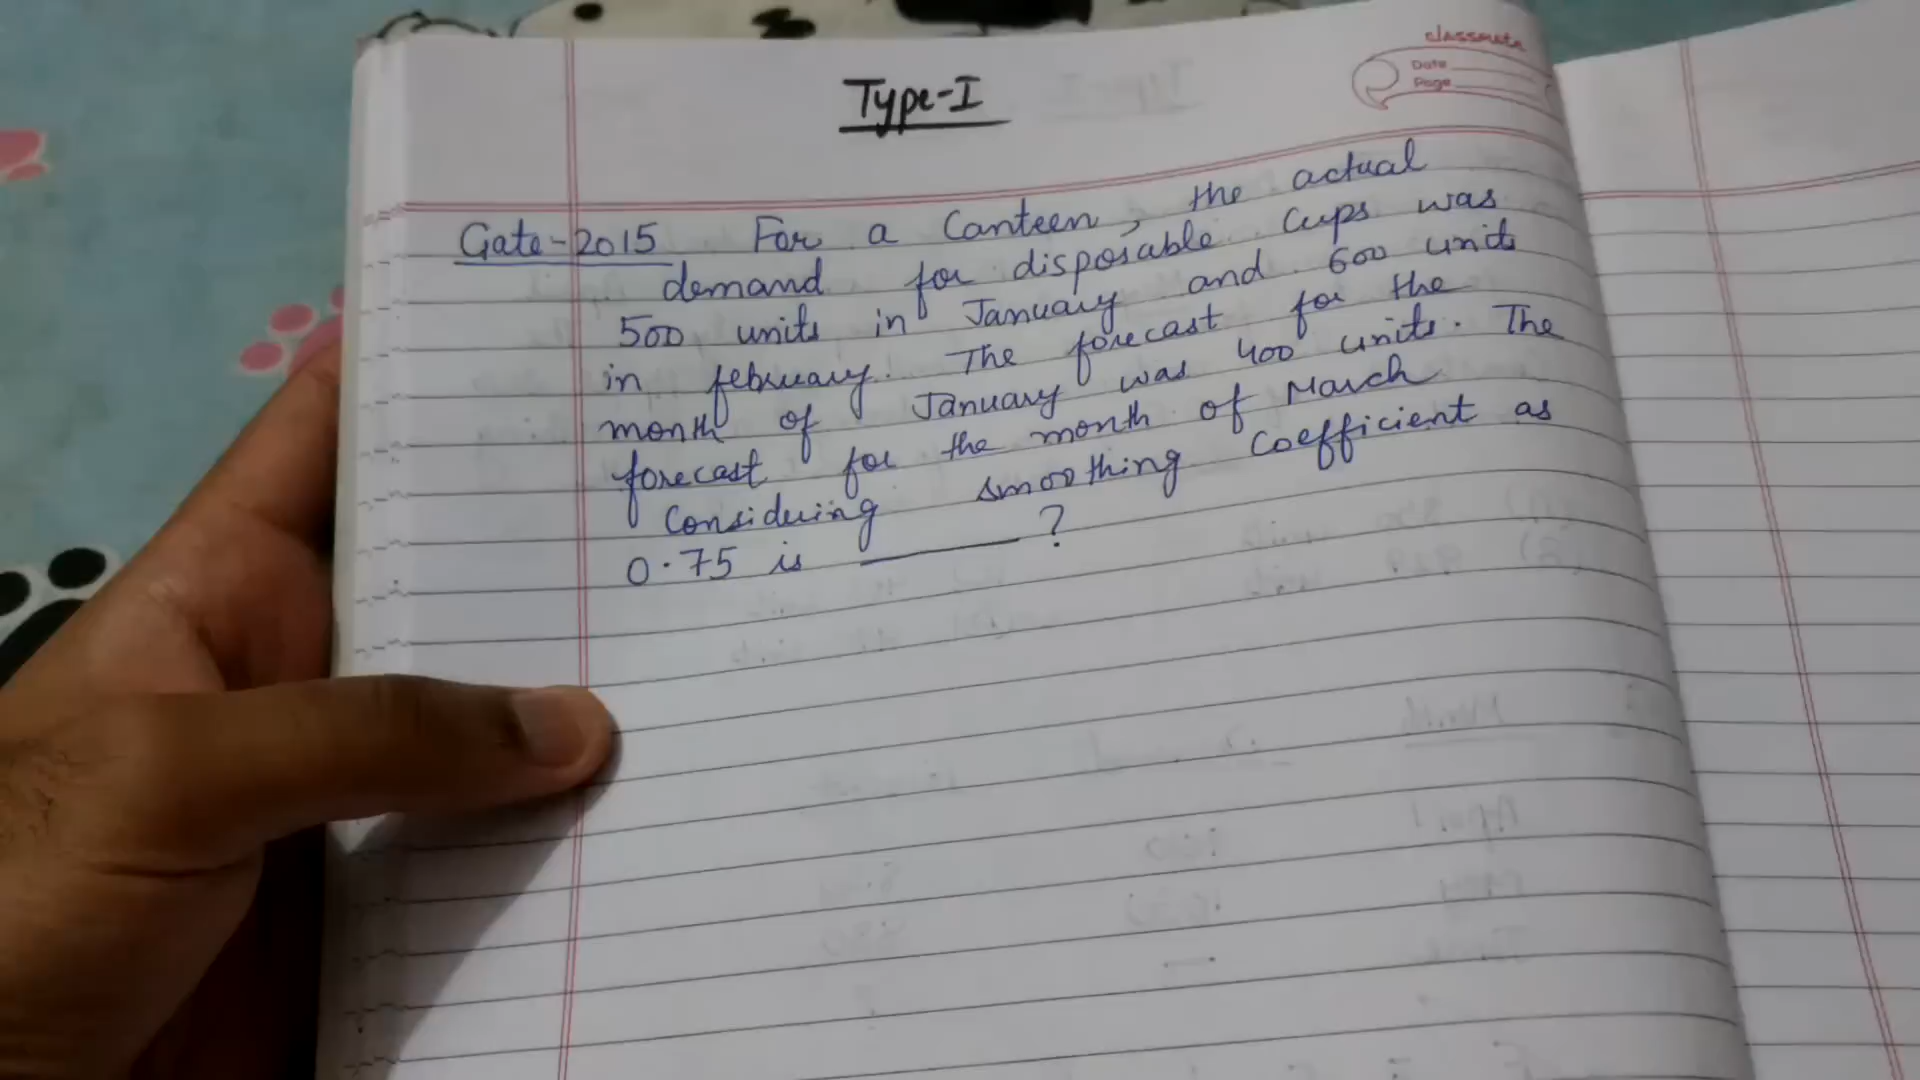 classmate
Date
Page
Type-I
Gate-2015 For a Canteen, the actual
demand for disposable Cups was
500 units in January and 600 units
in february. The forecast for the
month of January was 400 units. The
forecast for the month of March
Considering smoothing Coefficient as
0.75 is ______ ?